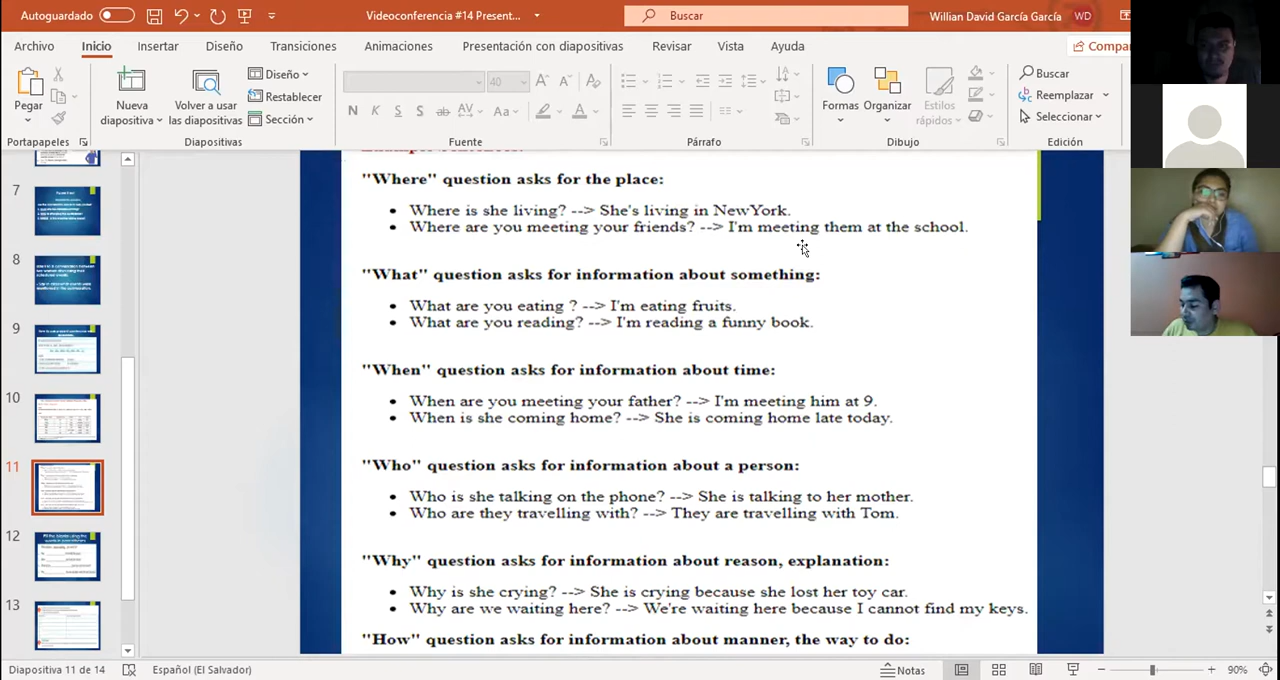 Autoguardado
Videoconferencia #14 Present...
Buscar
Willian David García García
WD
Archivo
Inicio
Insertar
Diseño
Transiciones
Animaciones
Presentación con diapositivas
Revisar
Vista
Ayuda
Compar
Pegar
Nueva
diapositiva
Volver a usar
las diapositivas
Diseño
Restablecer
Sección
40
N K S S ab AV Aa A
Formas
Organizar
Estilos
rápidos
Buscar
Reemplazar
Seleccionar
Portapapeles
Diapositivas
Fuente
Párrafo
Dibujo
Edición
7
8
9
10
11
12
13
"Where" question asks for the place:
• Where is she living? --> She's living in NewYork.
• Where are you meeting your friends? --> I'm meeting them at the school.
"What" question asks for information about something:
• What are you eating ? --> I'm eating fruits.
• What are you reading? --> I'm reading a funny book.
"When" question asks for information about time:
• When are you meeting your father? --> I'm meeting him at 9.
• When is she coming home? --> She is coming home late today.
"Who" question asks for information about a person:
• Who is she talking on the phone? --> She is talking to her mother.
• Who are they travelling with? --> They are travelling with Tom.
"Why" question asks for information about reason, explanation:
• Why is she crying? --> She is crying because she lost her toy car.
• Why are we waiting here? --> We're waiting here because I cannot find my keys.
"How" question asks for information about manner, the way to do:
Diapositiva 11 de 14
Español (El Salvador)
Notas
90%